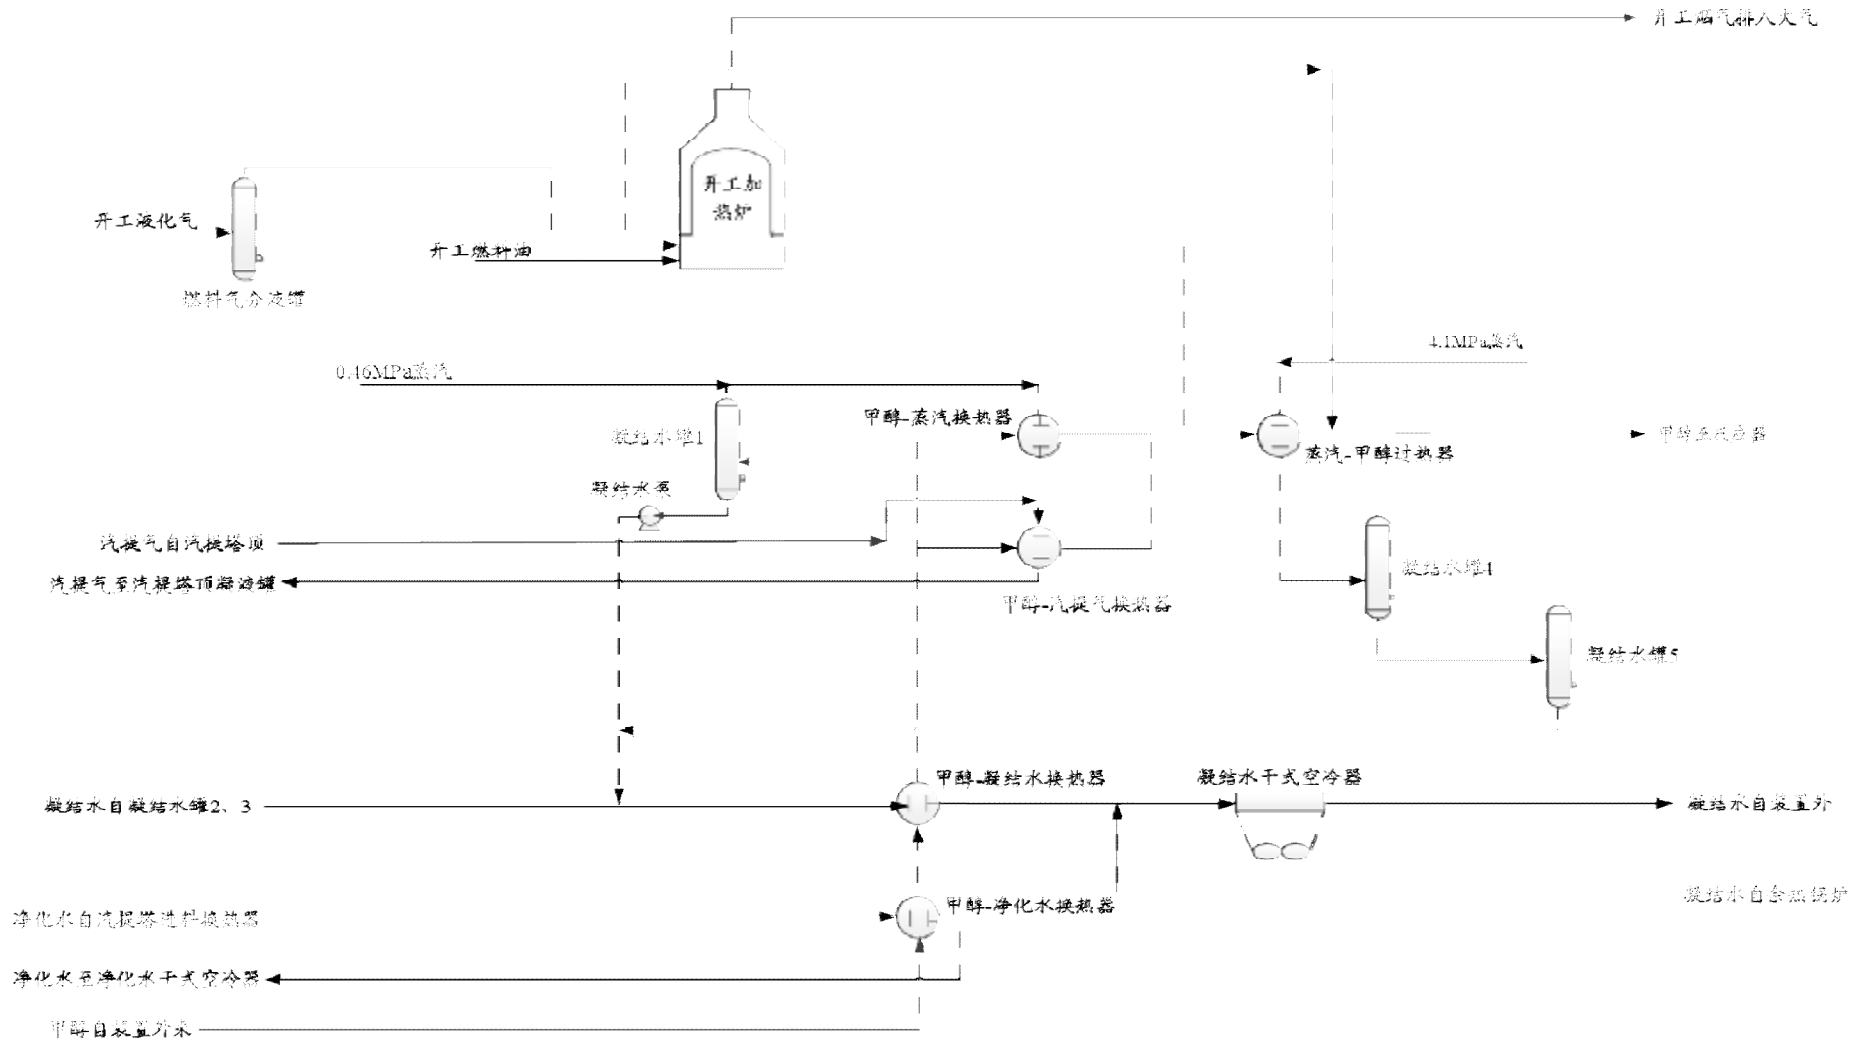 开工烟气排入大气
开工加
热炉
开工液化气
开工燃料油
燃料气分液罐
4.1MPa蒸汽
0.46MPa蒸汽
甲醇-蒸汽换热器
凝结水罐1
甲醇至反应器
蒸汽-甲醇过热器
凝结水泵
汽提气自汽提塔顶
凝结水罐4
汽提气至汽提塔顶凝液罐
甲醇-汽提气换热器
凝结水罐5
甲醇-凝结水换热器
凝结水干式空冷器
凝结水自凝结水罐2、3
凝结水自装置外
凝结水自余热锅炉
甲醇-净化水换热器
净化水自汽提塔进料换热器
净化水至净化水干式空冷器
甲醇自装置外来